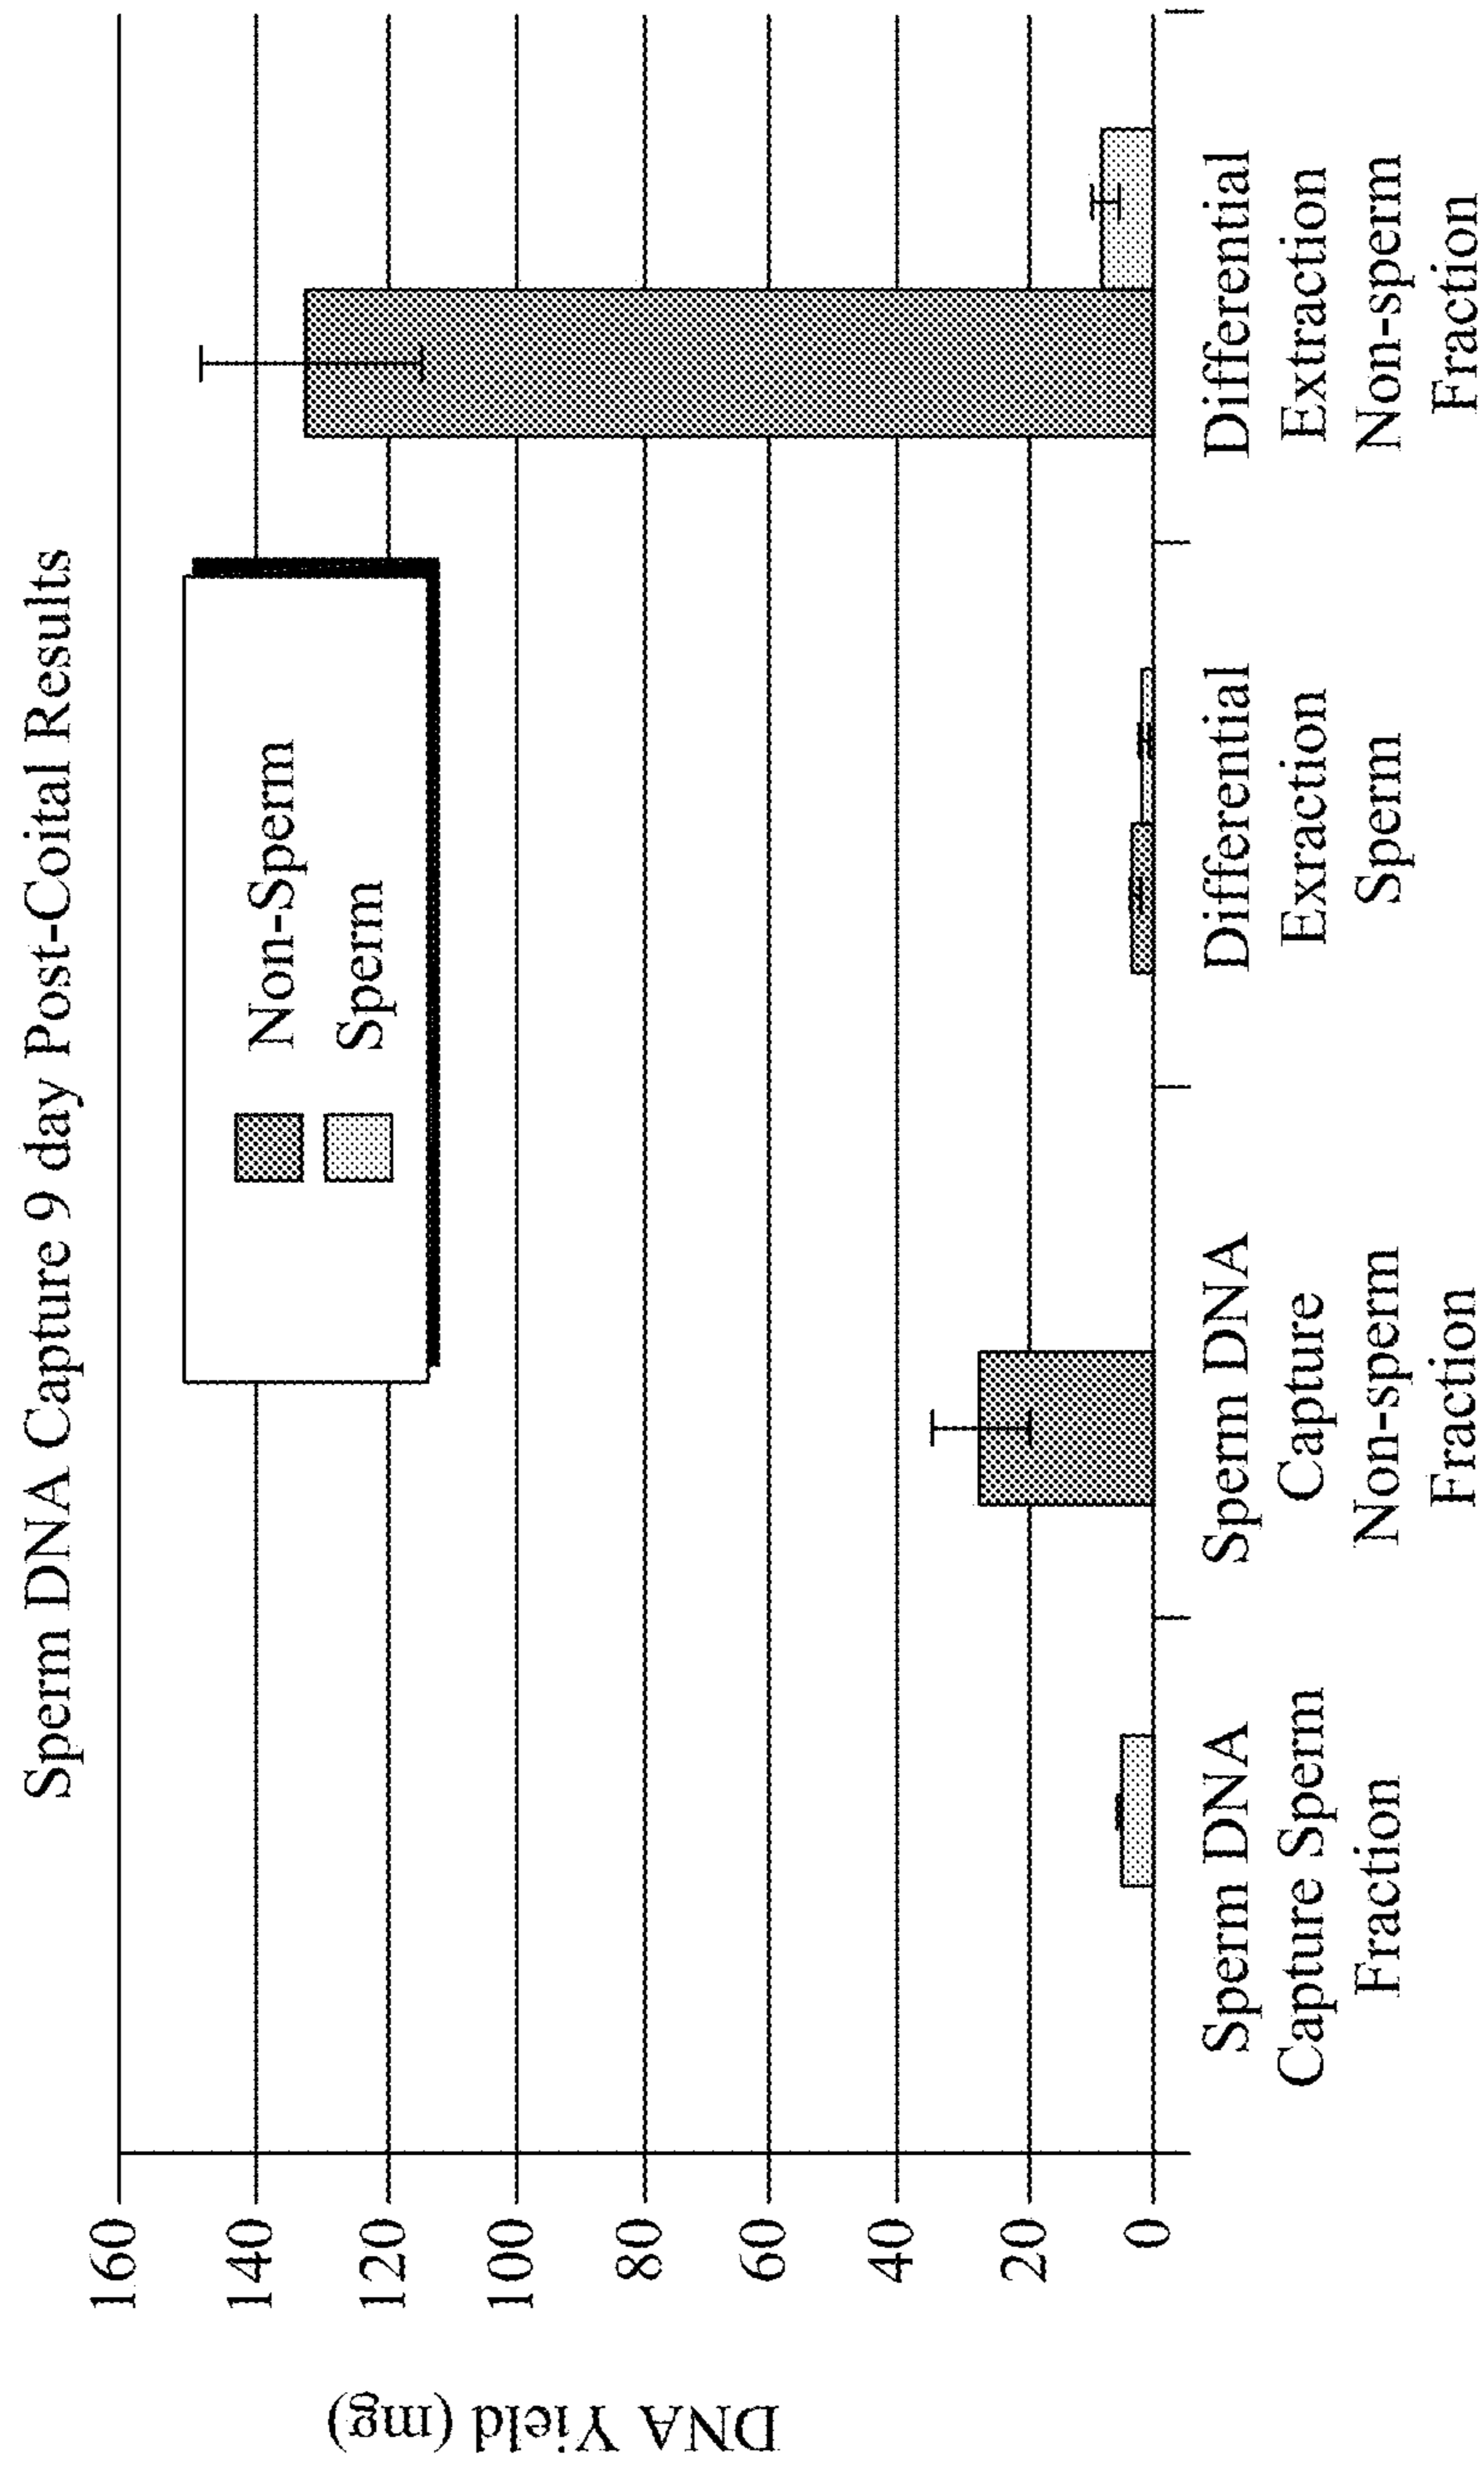 Sperm DNA Capture 9 day Post-Coital Results
DNA Yield (mg)
160
140
120
100
80
60
40
20
0
Non-Sperm
Sperm
Sperm DNA
Capture Sperm
Fraction
Sperm DNA
Capture
Non-sperm
Fraction
Differential
Exraction
Sperm
Differential
Extraction
Non-sperm
Fraction